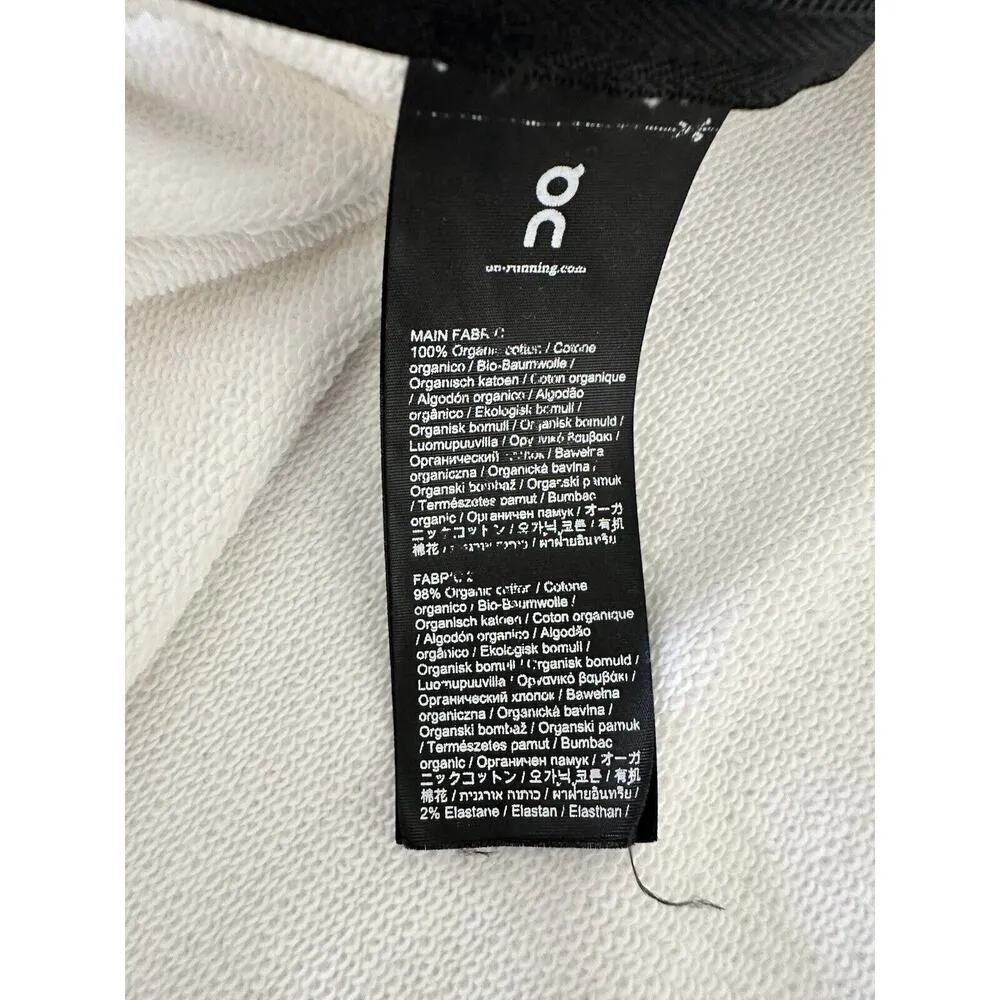 on-running.com
MAIN FABRIC
100% Organic cotton / Cotone
organico / Bio-Baumwolle /
Organisch katoen / Coton organique
/ Algodón organico / Algodão
orgânico / Ekologisk bomull /
Organisk bomull / Organisk bomuld /
Luomupuuvilla / Οργανικό βαμβάκι /
Органический хлопок / Bawełna
organiczna / Organická bavlna /
Organski bombaž / Organski pamuk
/ Természetes pamut / Bumbac
organic / Органичен памук / オーガ
ニックコットン / 오가닉 코튼 / 有机
棉花 / אורגנית / ผ้าฝ้ายอินทรีย์
FABRIC 2
98% Organic cotton / Cotone
organico / Bio-Baumwolle /
Organisch katoen / Coton organique
/ Algodón organico / Algodão
orgânico / Ekologisk bomull /
Organisk bomull / Organisk bomuld /
Luomupuuvilla / Οργανικό βαμβάκι /
Органический хлопок / Bawełna
organiczna / Organická bavlna /
Organski bombaž / Organski pamuk
/ Természetes pamut / Bumbac
organic / Органичен памук / オーガ
ニックコットン / 오가닉 코튼 / 有机
棉花 / כותנה אורגנית / ผ้าฝ้ายอินทรีย์ /
2% Elastane / Elastan / Elasthan /